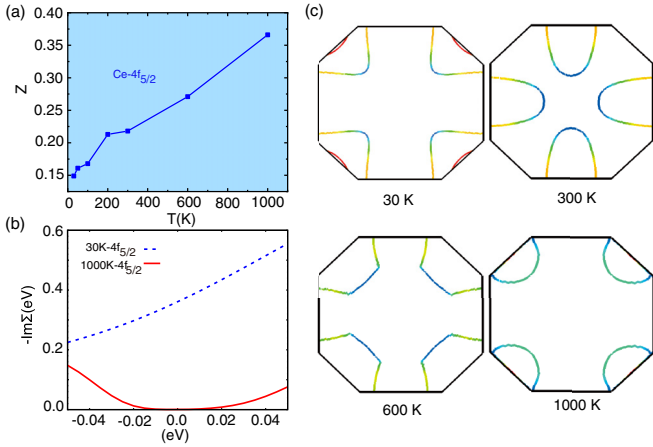 (a)
0.40
0.35
0.30
0.25
0.20
0.15
Z
Ce-4f5/2
0 200 400 600 800 1000
T(K)
(b)
0.6
0.4
0.2
0.0
-ImΣ(eV)
30K-4f5/2
1000K-4f5/2
-0.04 -0.02 0.00 0.02 0.04
(eV)
(c)
30 K
300 K
600 K
1000 K